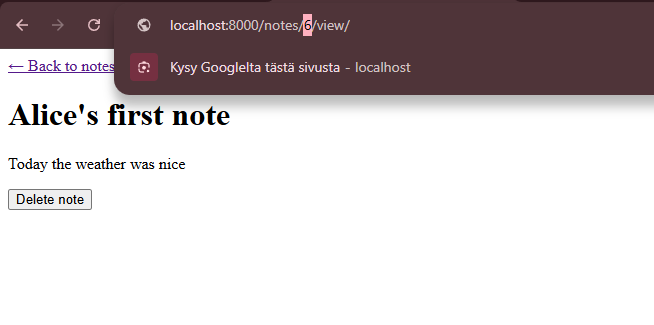 localhost:8000/notes/6/view/
Kysy Googlelta tästä sivusta - localhost
← Back to notes
Alice's first note
Today the weather was nice
Delete note